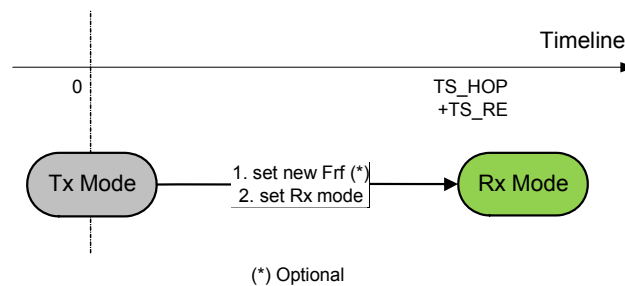 Timeline
0
TS_HOP
+TS_RE
Tx Mode
1. set new Frf (*)
2. set Rx mode
Rx Mode
(*) Optional